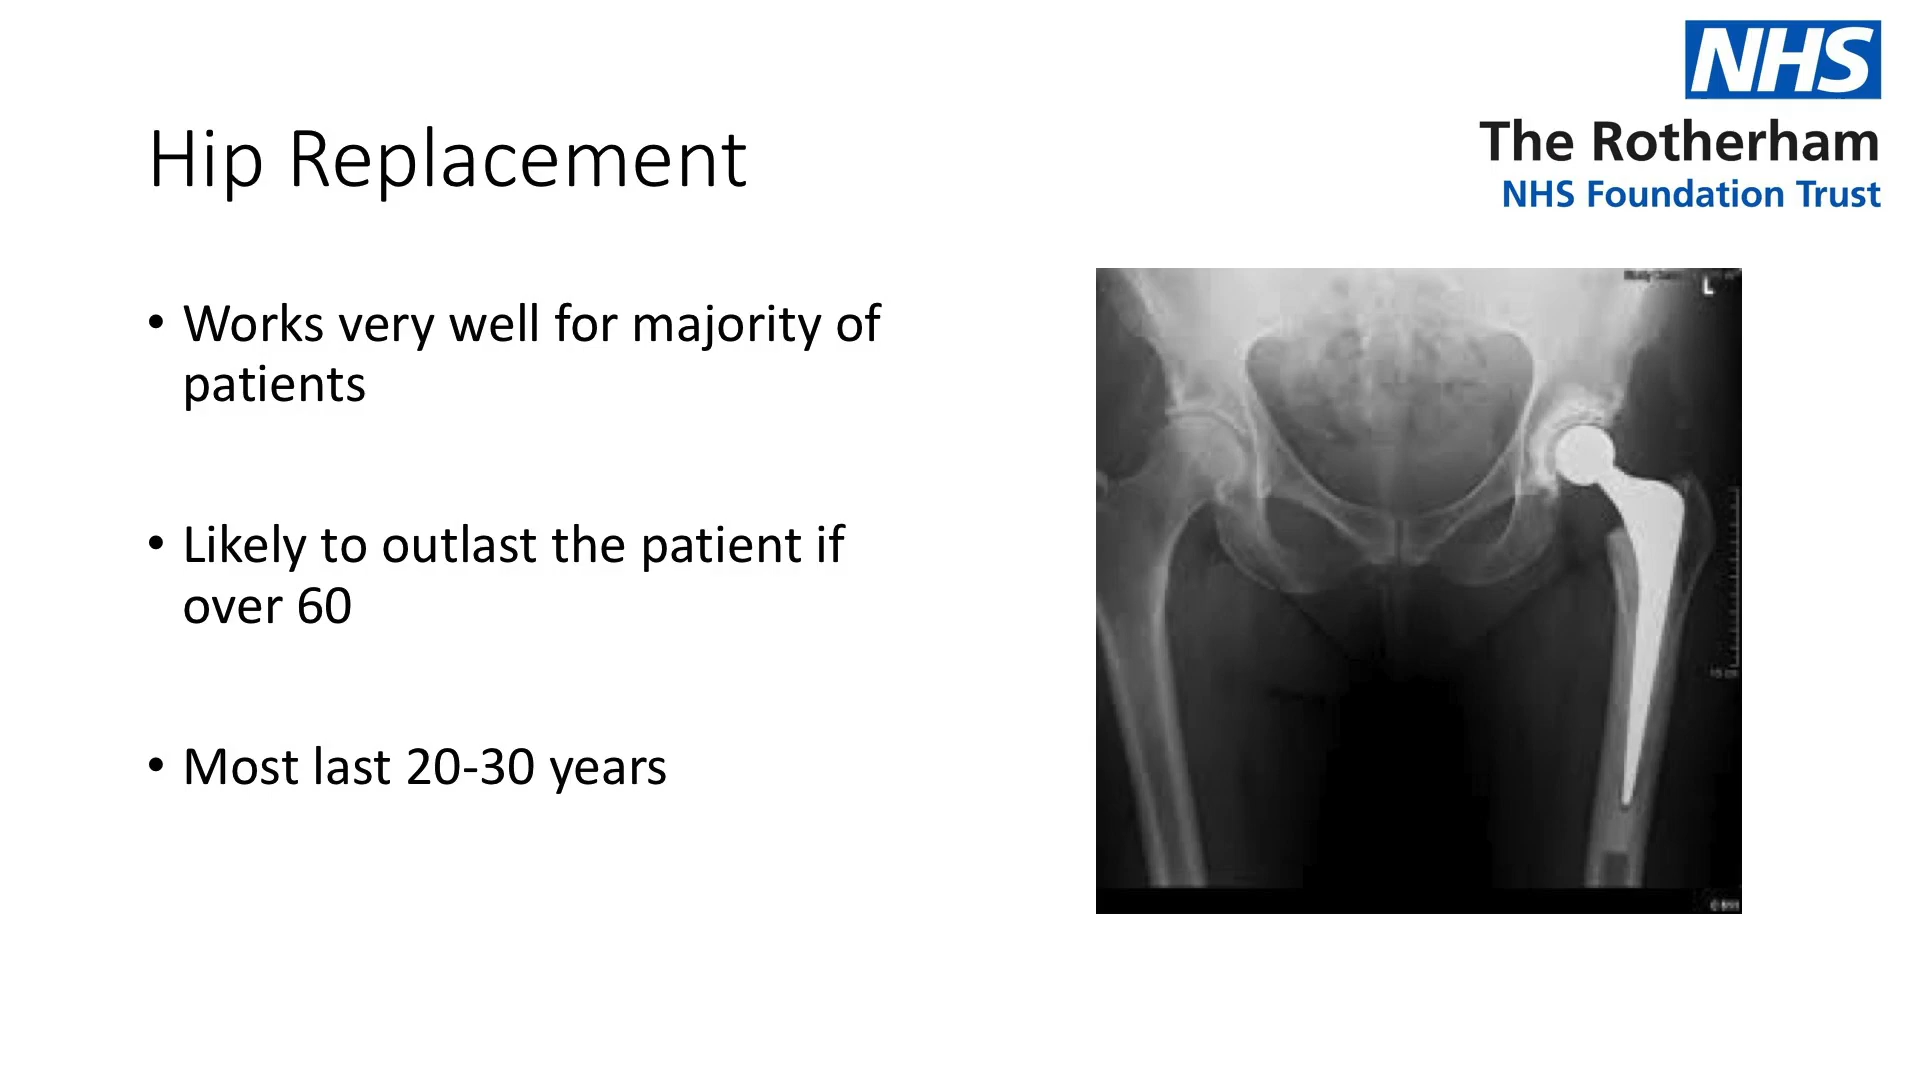 NHS
The Rotherham
NHS Foundation Trust
Hip Replacement
• Works very well for majority of
patients
• Likely to outlast the patient if
over 60
• Most last 20-30 years
L